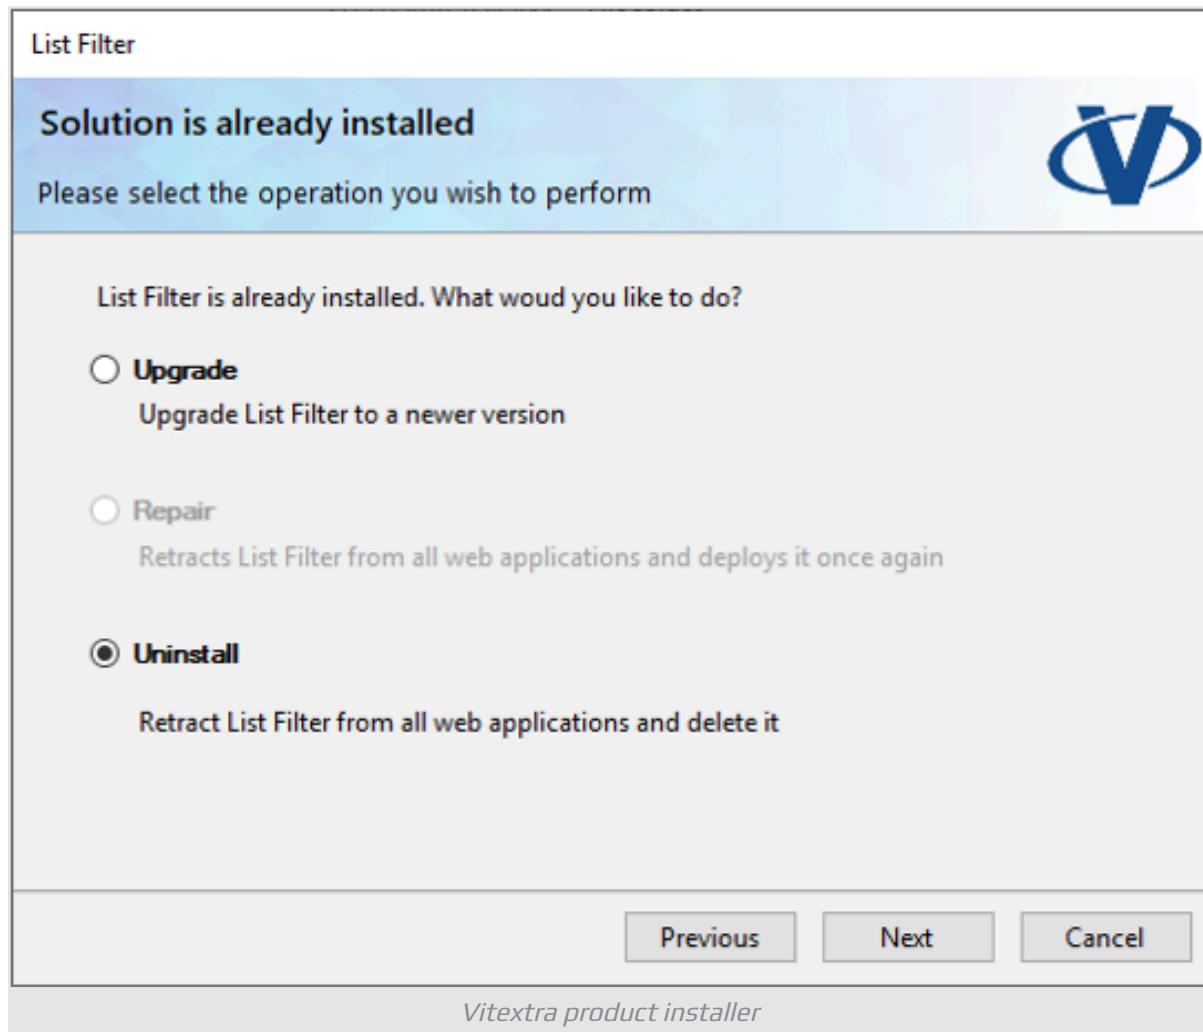 List Filter
Solution is already installed
Please select the operation you wish to perform
List Filter is already installed. What woud you like to do?
Upgrade
Upgrade List Filter to a newer version
Repair
Retracts List Filter from all web applications and deploys it once again
Uninstall
Retract List Filter from all web applications and delete it
Previous Next Cancel
Vitextra product installer